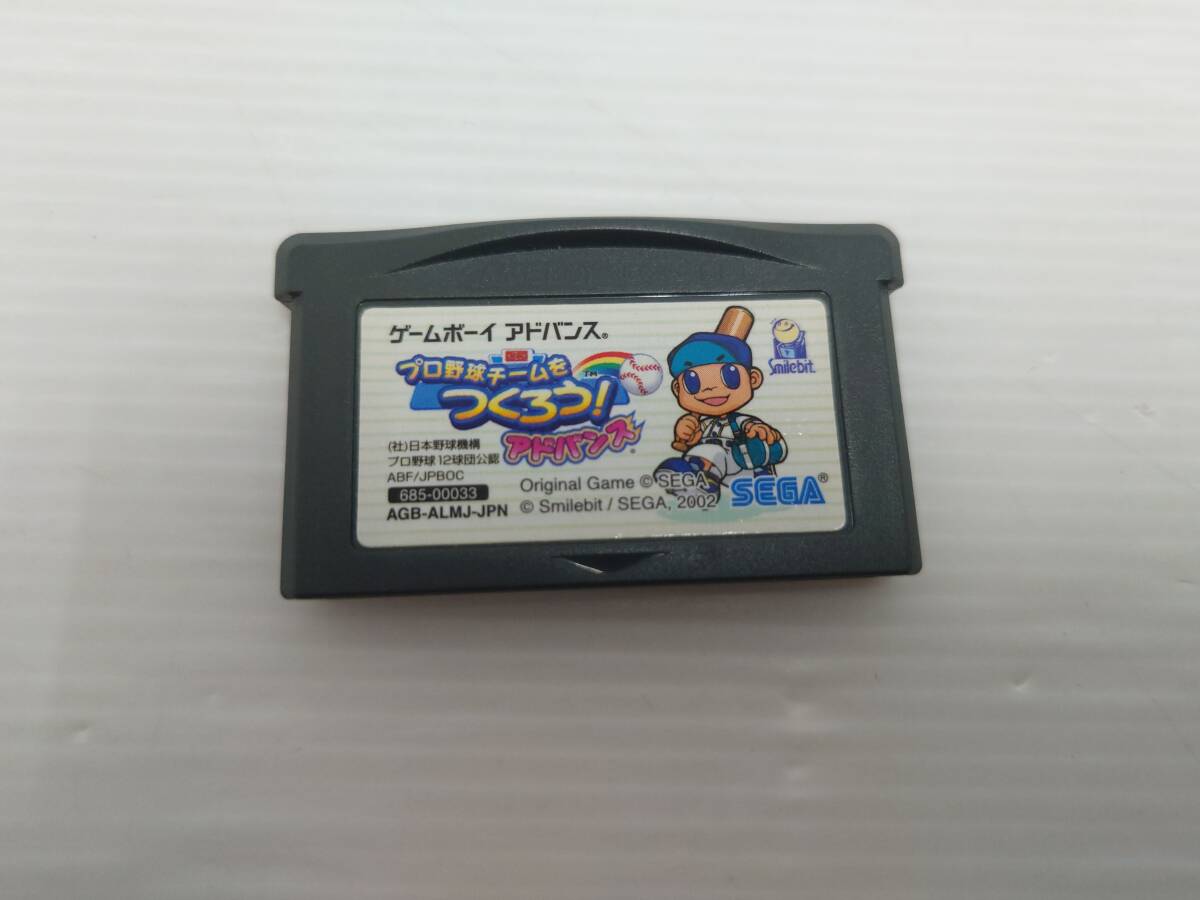 ゲームボーイ アドバンス®
プロ野球チームを
つくろう!
TM
アドバンス
(社)日本野球機構
プロ野球12球団公認
ABF/JPBOC
685-00033
AGB-ALMJ-JPN
Original Game © SEGA
© Smilebit / SEGA, 2002
Smilebit.
SEGA®